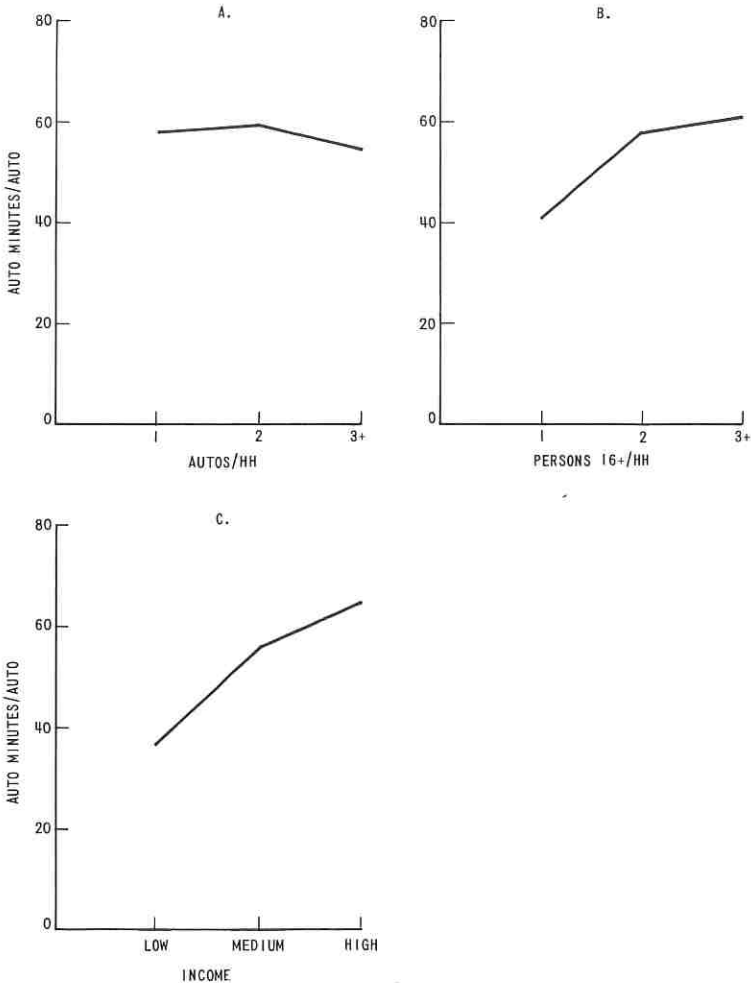 A.
80
60
40
20
0
AUTO MINUTES/AUTO
1 2 3+
AUTOS/HH
B.
80
60
40
20
0
1 2 3+
PERSONS 16+/HH
C.
80
60
40
20
0
AUTO MINUTES/AUTO
LOW MEDIUM HIGH
INCOME